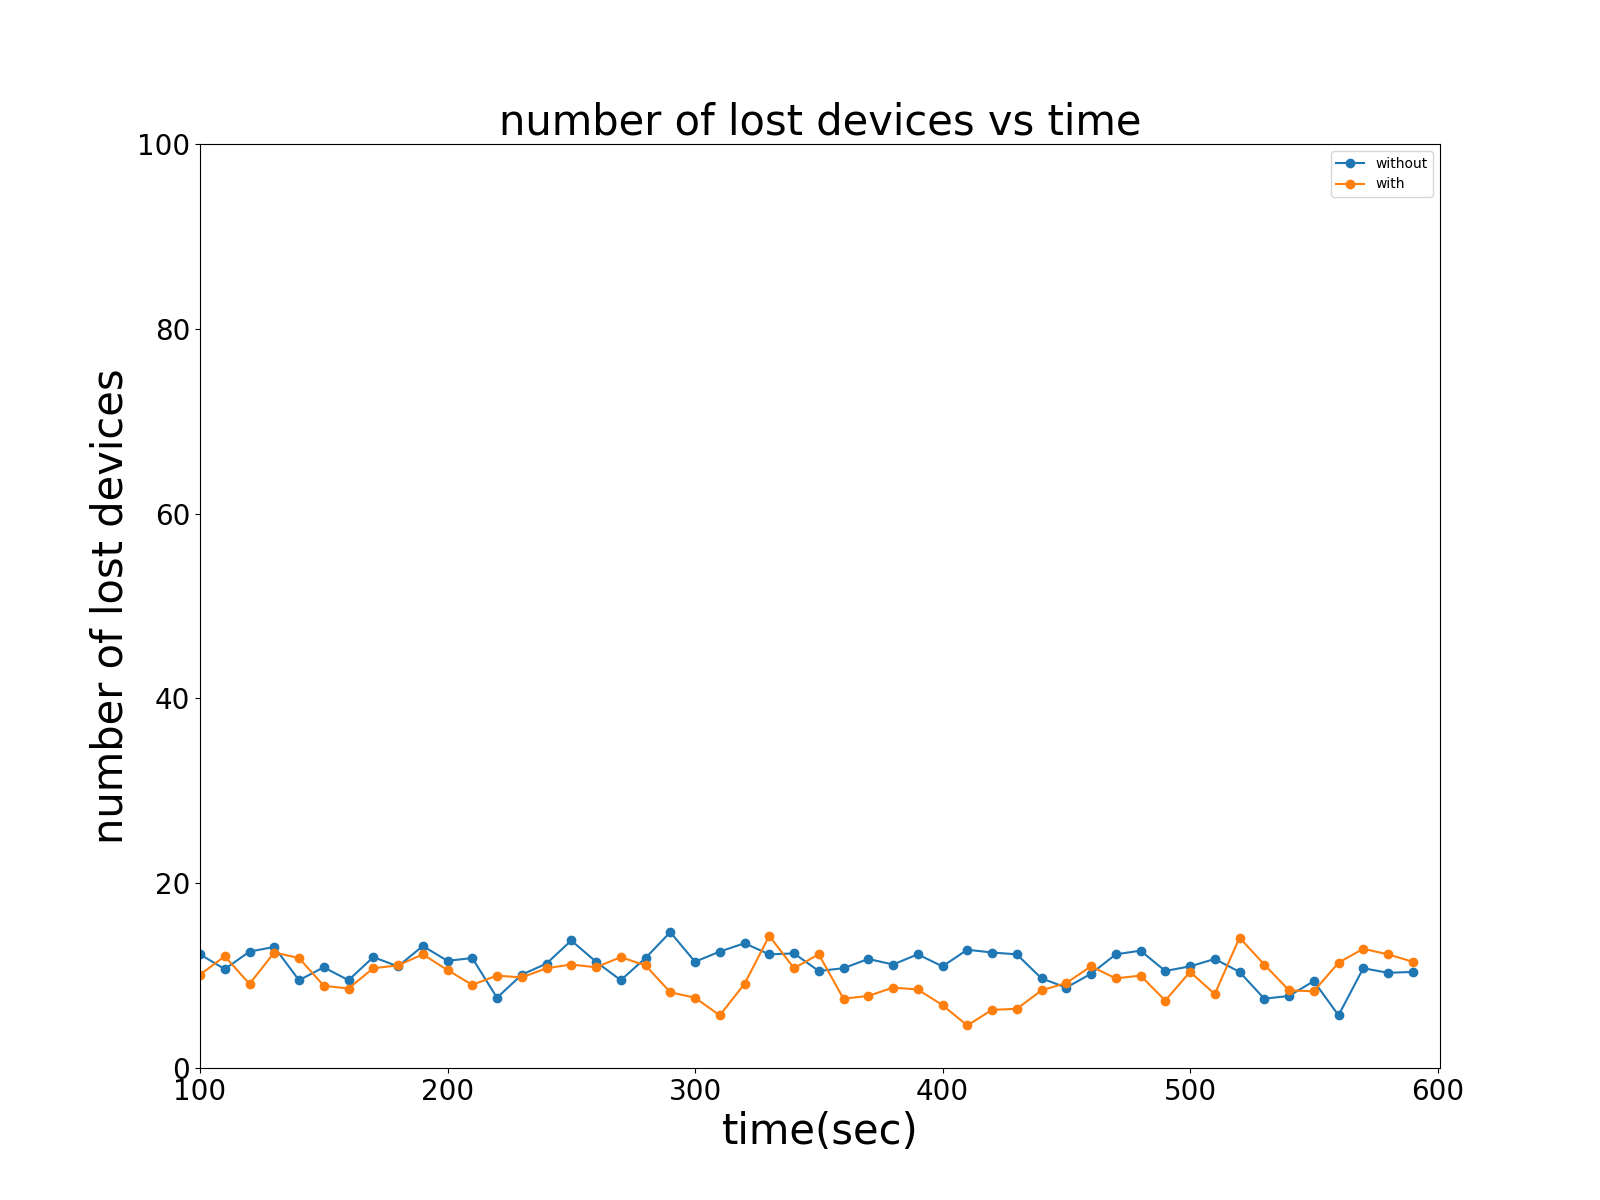 number of lost devices vs time
without
with
number of lost devices
100
80
60
40
20
0
100 200 300 400 500 600
time(sec)